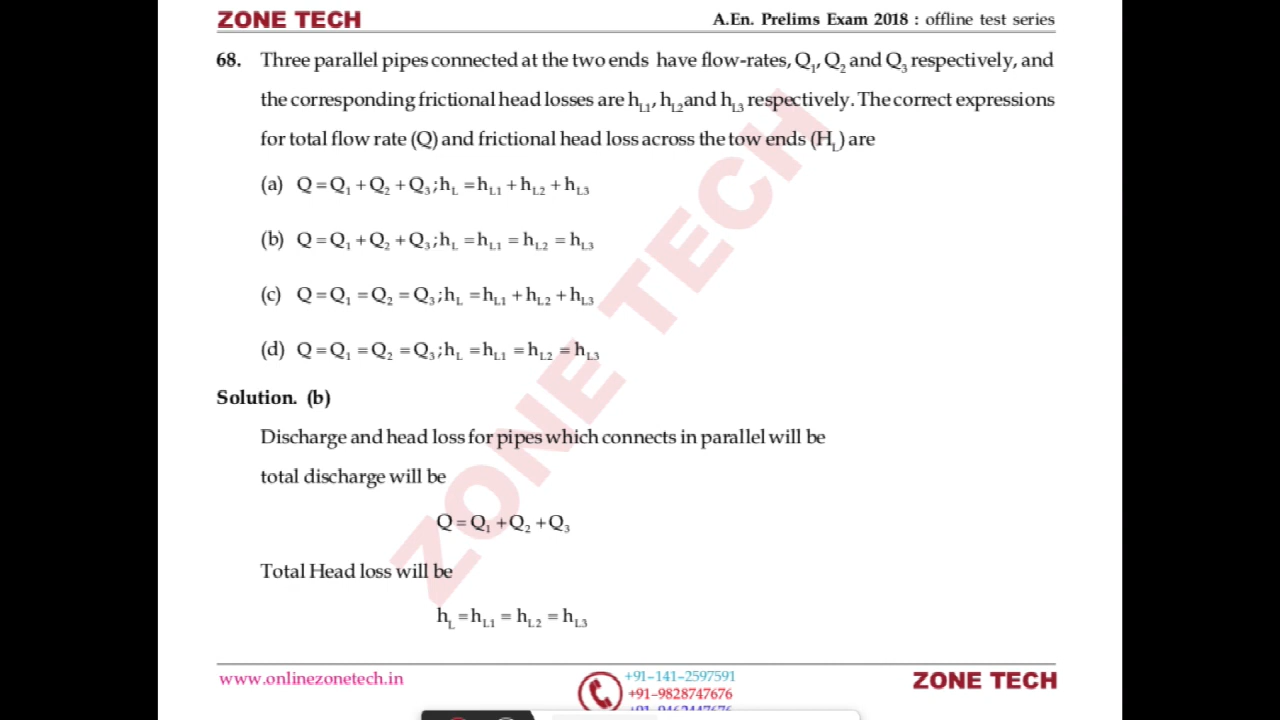 ZONE TECH A.En. Prelims Exam 2018 : offline test series
68. Three parallel pipes connected at the two ends have flow-rates, Q1, Q2 and Q3 respectively, and
the corresponding frictional head losses are hL1, hL2 and hL3 respectively. The correct expressions
for total flow rate (Q) and frictional head loss across the tow ends (HL) are
(a) Q = Q1 + Q2 + Q3; hL = hL1 + hL2 + hL3
(b) Q = Q1 + Q2 + Q3; hL = hL1 = hL2 = hL3
(c) Q = Q1 = Q2 = Q3; hL = hL1 + hL2 + hL3
(d) Q = Q1 = Q2 = Q3; hL = hL1 = hL2 = hL3
Solution. (b)
Discharge and head loss for pipes which connects in parallel will be
total discharge will be
Q = Q1 + Q2 + Q3
Total Head loss will be
hL = hL1 = hL2 = hL3
ZONE TECH
www.onlinezonetech.in
+91-141-2597591
+91-9828747676
ZONE TECH